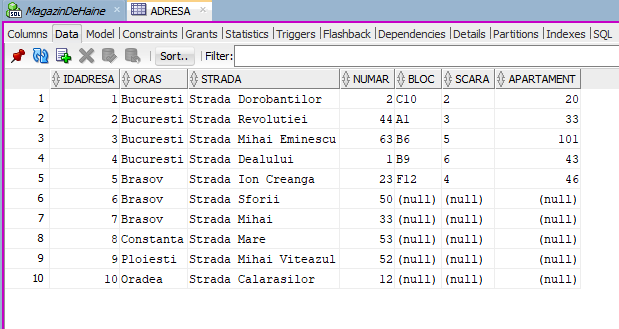 MagazinDeHaine ADRESA
Columns Data Model Constraints Grants Statistics Triggers Flashback Dependencies Details Partitions Indexes SQL
Sort.. Filter:
IDADRESA ORAS STRADA NUMAR BLOC SCARA APARTAMENT
1 1 Bucuresti Strada Dorobantilor 2 C10 2 20
2 2 Bucuresti Strada Revolutiei 44 A1 3 33
3 3 Bucuresti Strada Mihai Eminescu 63 B6 5 101
4 4 Bucuresti Strada Dealului 1 B9 6 43
5 5 Brasov Strada Ion Creanga 23 F12 4 46
6 6 Brasov Strada Sforii 50 (null) (null) (null)
7 7 Brasov Strada Mihai 33 (null) (null) (null)
8 8 Constanta Strada Mare 53 (null) (null) (null)
9 9 Ploiesti Strada Mihai Viteazul 52 (null) (null) (null)
10 10 Oradea Strada Calarasilor 12 (null) (null) (null)